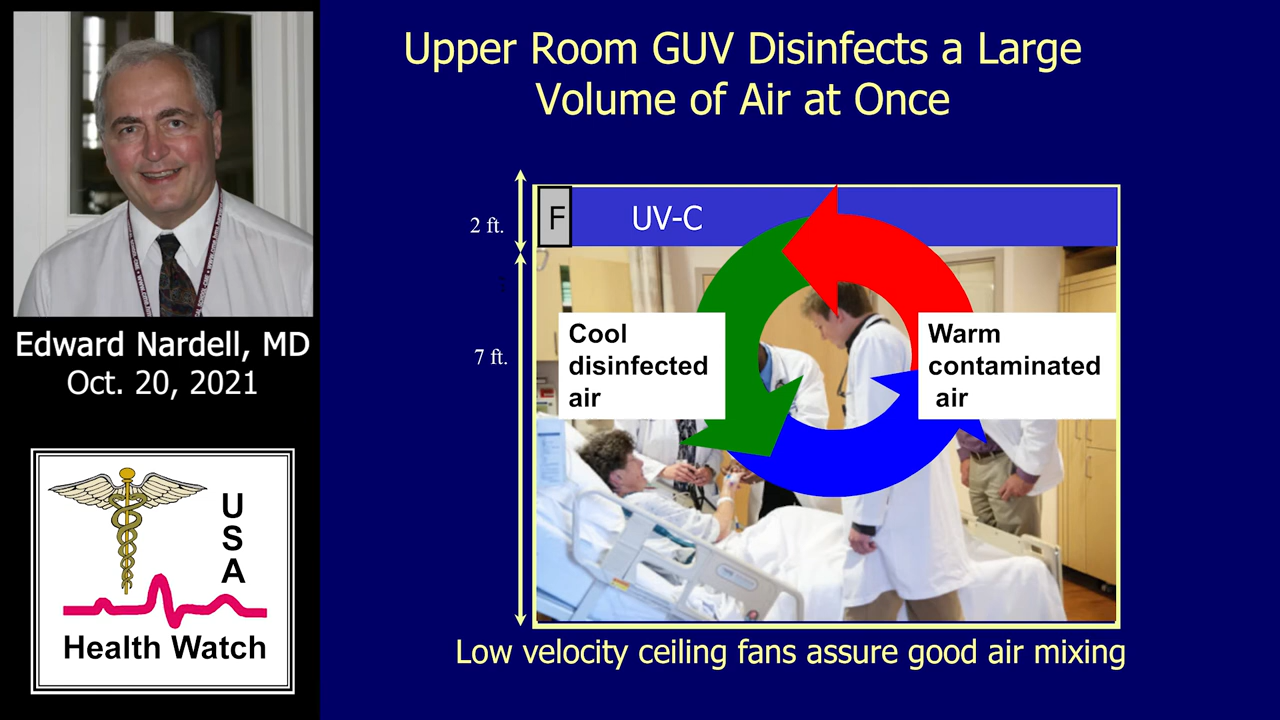 Upper Room GUV Disinfects a Large
Volume of Air at Once
Edward Nardell, MD
Oct. 20, 2021
U
S
A
Health Watch
2 ft.
F
UV-C
7 ft.
Cool
disinfected
air
Warm
contaminated
air
Low velocity ceiling fans assure good air mixing